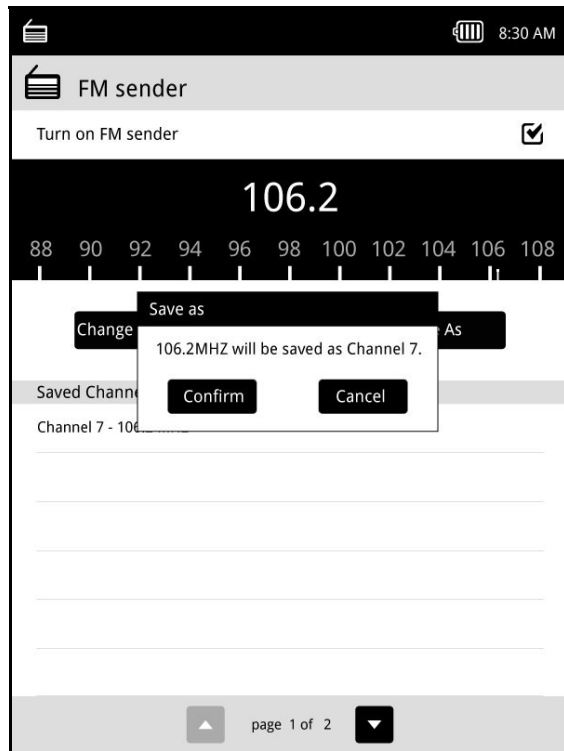 8:30 AM
FM sender
Turn on FM sender
106.2
88 90 92 94 96 98 100 102 104 106 108
Save as
Change
As
106.2MHZ will be saved as Channel 7.
Saved
Confirm Cancel
Channel 7 -
page 1 of 2